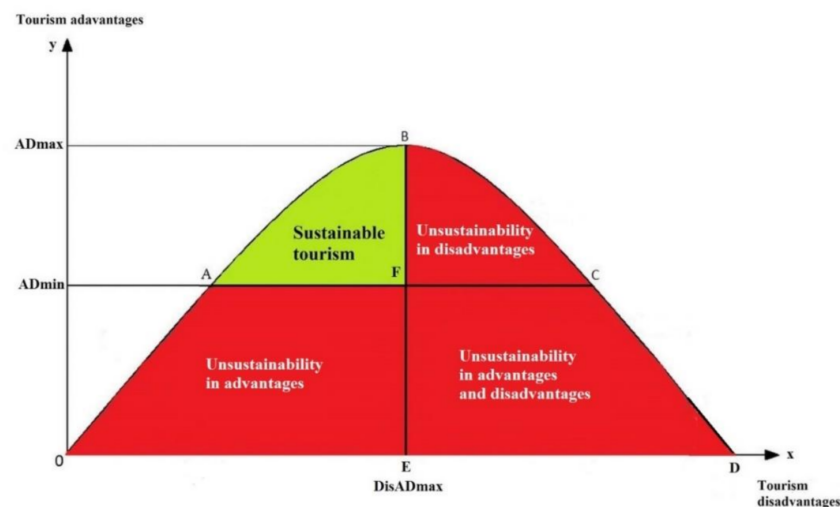 Tourism adavantages
y
ADmax
B
Sustainable
tourism
Unsustainability
in disadvantages
A
F
C
ADmin
Unsustainability
in advantages
Unsustainability
in advantages
and disadvantages
0
E
D
x
DisADmax
Tourism
disadvantages